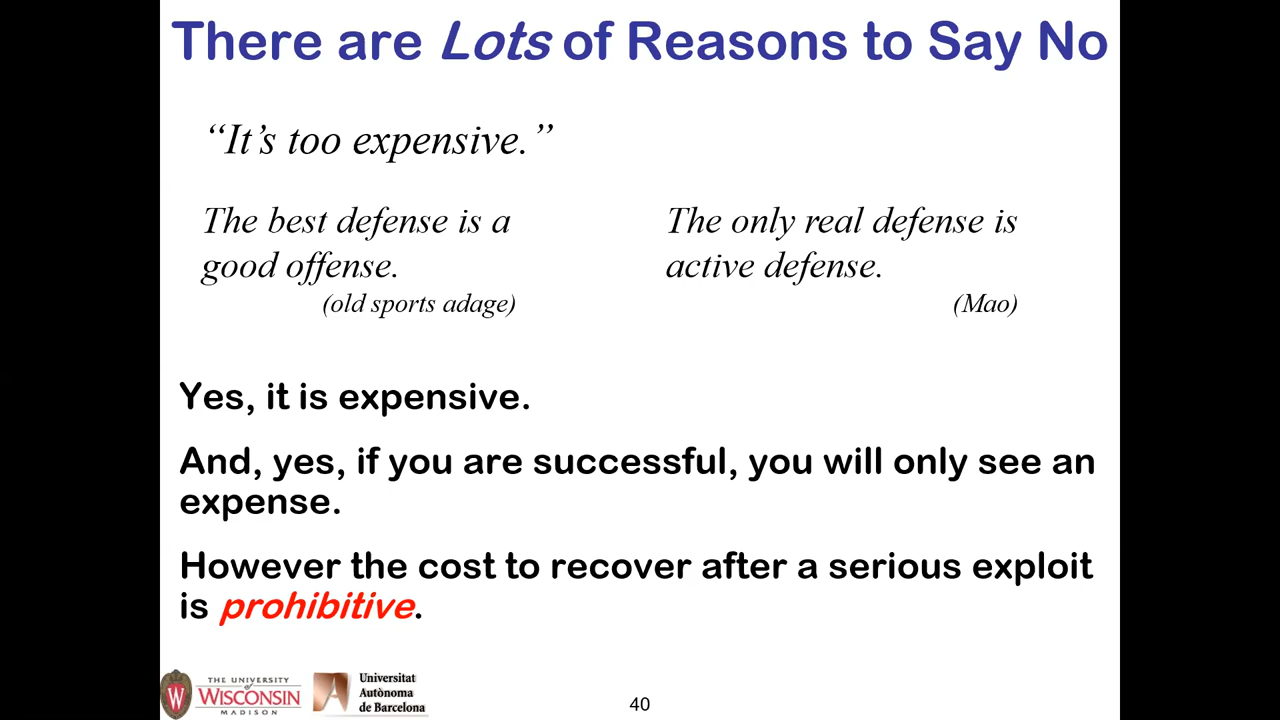 There are Lots of Reasons to Say No
“It’s too expensive.”
The best defense is a
good offense.
(old sports adage)
The only real defense is
active defense.
(Mao)
Yes, it is expensive.
And, yes, if you are successful, you will only see an
expense.
However the cost to recover after a serious exploit
is prohibitive.
THE UNIVERSITY
of
WISCONSIN
MADISON
Universitat
Autònoma
de Barcelona
40